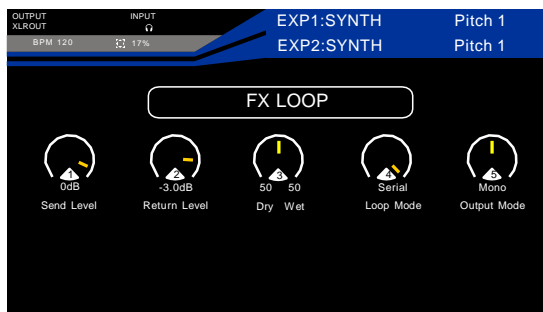 OUTPUT INPUT
XLROUT
EXP1:SYNTH Pitch 1
BPM 120 17%
EXP2:SYNTH Pitch 1
FX LOOP
1 2 3 4 5
0dB -3.0dB 50 50 Serial Mono
Send Level Return Level Dry Wet Loop Mode Output Mode